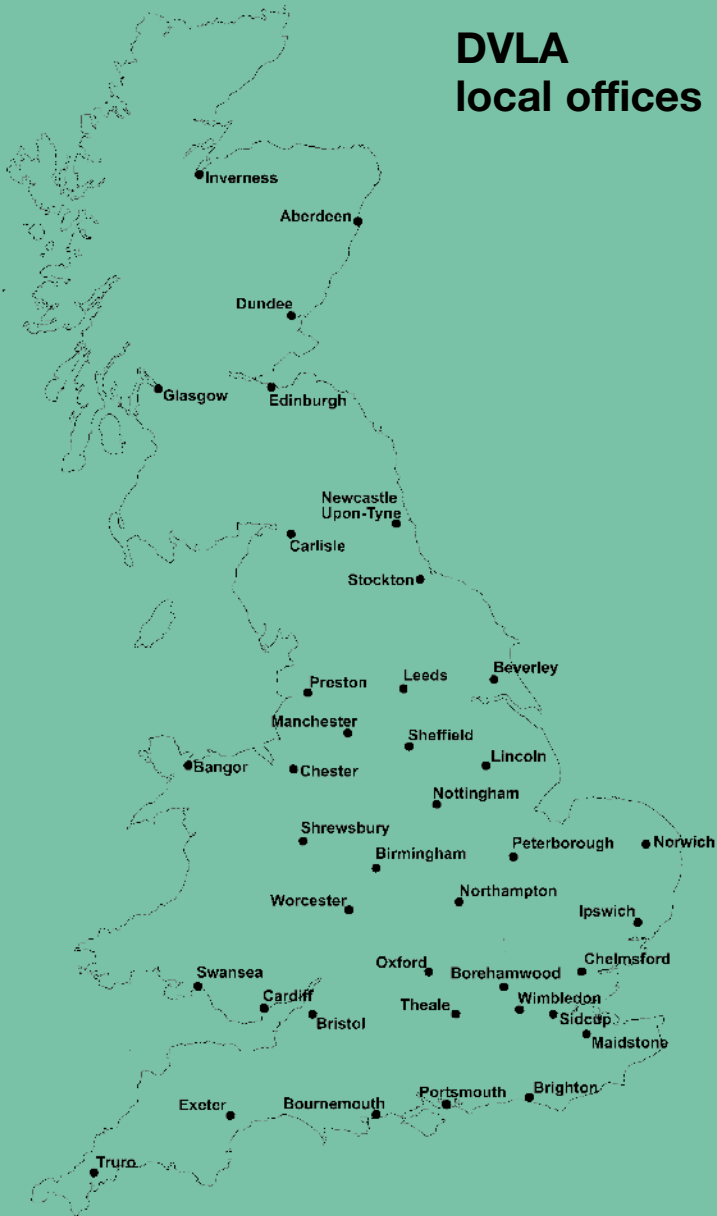 DVLA
local offices
Inverness
Aberdeen
Dundee
Glasgow
Edinburgh
Newcastle
Upon-Tyne
Carlisle
Stockton
Beverley
Leeds
Preston
Manchester
Sheffield
Lincoln
Bangor
Chester
Nottingham
Shrewsbury
Peterborough
Norwich
Birmingham
Northampton
Worcester
Ipswich
Oxford
Chelmsford
Swansea
Borehamwood
Cardiff
Wimbledon
Theale
Sidcup
Bristol
Maidstone
Brighton
Portsmouth
Bournemouth
Exeter
Truro